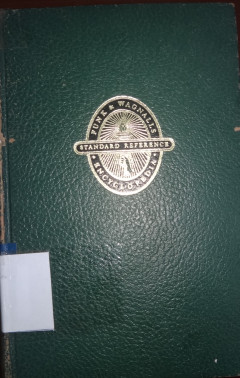 FUNK & WAGNALLS
STANDARD REFERENCE
ENCYCLOPEDIA